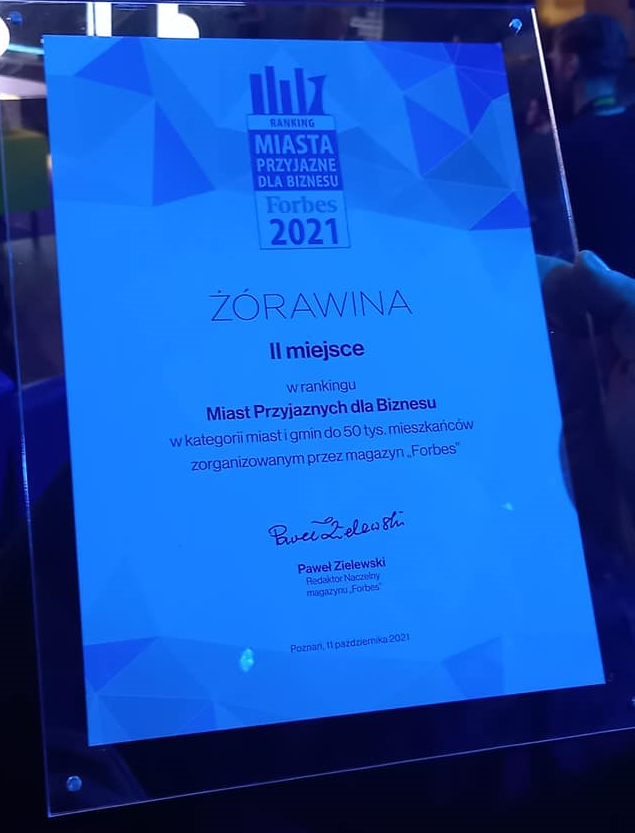 RANKING
MIASTA
PRZYJAZNE
DLA BIZNESU
Forbes
2021
ŻÓRAWINA
II miejsce
w rankingu
Miast Przyjaznych dla Biznesu
w kategorii miast i gmin do 50 tys. mieszkańców
zorganizowanym przez magazyn „Forbes”
Paweł Zielewski
Paweł Zielewski
Redaktor Naczelny
magazynu „Forbes”
Poznań, 11 października 2021